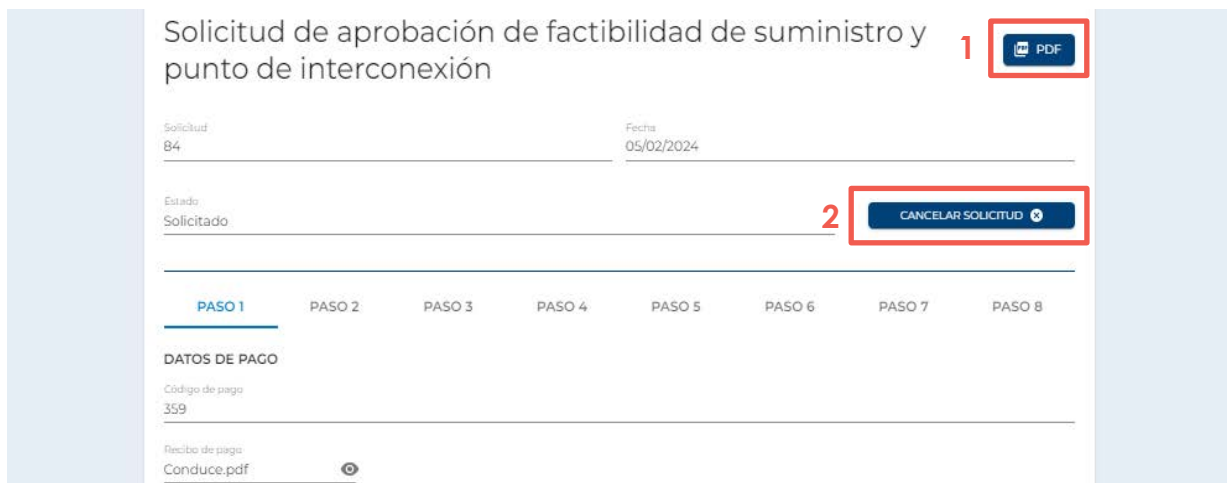 Solicitud de aprobación de factibilidad de suministro y
punto de interconexión
1
PDF
Solicitud
84
Fecha
05/02/2024
Estado
Solicitado
2
CANCELAR SOLICITUD
PASO 1 PASO 2 PASO 3 PASO 4 PASO 5 PASO 6 PASO 7 PASO 8
DATOS DE PAGO
Código de pago
359
Recibo de pago
Conduce.pdf